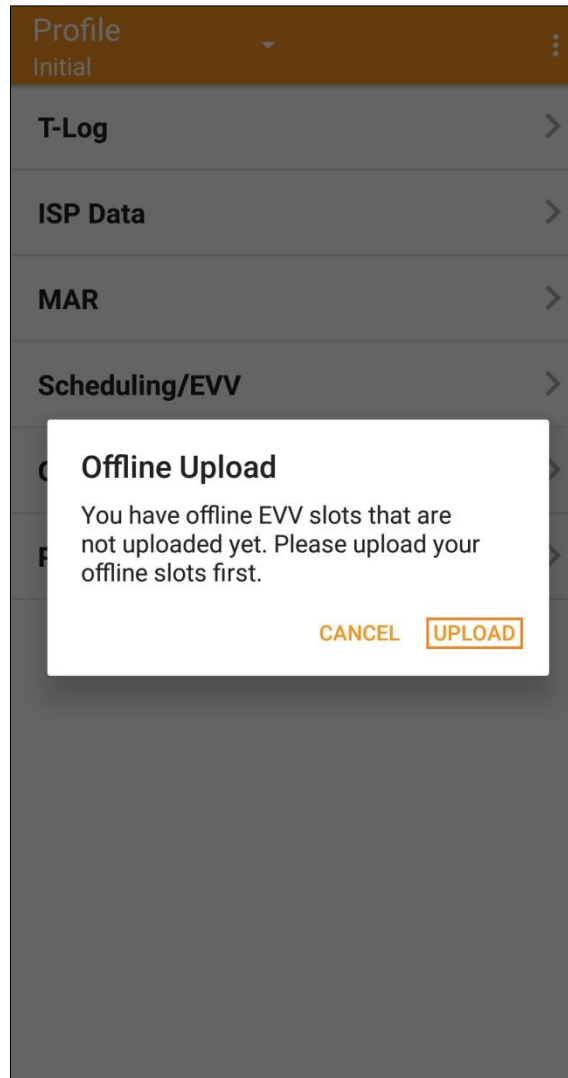 Profile
Initial
T-Log
ISP Data
MAR
Scheduling/EVV
Offline Upload
You have offline EVV slots that are
not uploaded yet. Please upload your
offline slots first.
CANCEL UPLOAD